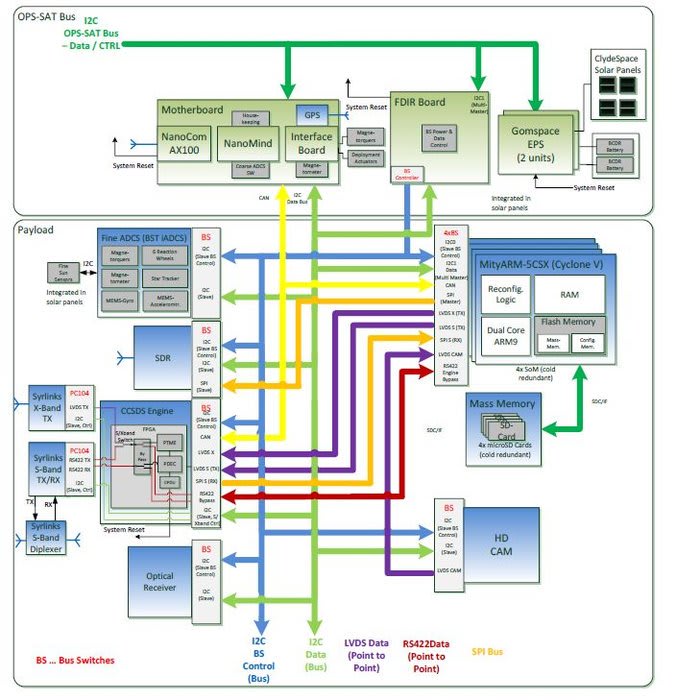 OPS-SAT Bus
I2C
OPS-SAT Bus
– Data / CTRL
ClydeSpace
Solar Panels
Motherboard
House-
keeping
GPS
NanoCom
AX100
NanoMind
Interface
Board
Coarse ADCS
SW
Magne-
tometer
Magne-
torquers
Deployment
Actuators
System Reset
System Reset
FDIR Board
I2C1
(Multi-
Master)
BS Power &
Data
Control
BS
Controller
Gomspace
EPS
(2 units)
BCDR
Battery
BCDR
Battery
System Reset
Integrated in
solar panels
CAN
I2C
Data Bus
Payload
Fine ADCS (BST iADCS)
Magne-
torquers
6 Reaction
Wheels
Magne-
tometer
Star Tracker
MEMS-Gyro
MEMS-
Accelerometr.
Fine
Sun
Sensors
I2C
Integrated in
solar panels
BS
I2C
(Slave BS
Control)
I2C
(Slave)
SDR
BS
I2C
(Slave BS
Control)
I2C
(Slave)
SPI
(Slave)
Syrlinks
X-Band
TX
PC104
LVDS TX
I2C
(Slave, Ctrl)
Syrlinks
S-Band
TX/RX
PC104
RS422 TX
RS422 RX
I2C
(Slave, Ctrl)
TX
RX
Syrlinks
S-Band
Diplexer
CCSDS Engine
FPGA
S/Xband
Switch
By
Pass
PTME
PDEC
CPDU
System Reset
BS
I2C
(Slave BS
Control)
CAN
LVDS X
LVDS S (TX)
SPI S (RX)
RS422
Bypass
I2C
(Slave, S/
Xband Ctrl)
Optical
Receiver
BS
I2C
(Slave BS
Control)
I2C
(Slave)
4xBS
I2C0
(Slave BS
Control)
I2C1
Data
(Multi Master)
CAN
SPI
(Master)
LVDS X (TX)
LVDS S (TX)
SPI S (RX)
LVDS CAM
RS422
Engine
Bypass
MityARM-5CSX (Cyclone V)
Reconfig.
Logic
RAM
Dual Core
ARM9
Flash Memory
Mass-
Mem.
Config.
Mem.
4x SoM (cold
redundant)
SDC/IF
SDC/IF
Mass Memory
SD-
Card
4x microSD Cards
(cold redundant)
BS
I2C
(Slave BS
Control)
I2C
(Slave)
LVDS CAM
HD
CAM
BS ... Bus Switches
I2C
BS
Control
(Bus)
I2C
Data
(Bus)
LVDS Data
(Point to
Point)
RS422Data
(Point to
Point)
SPI Bus